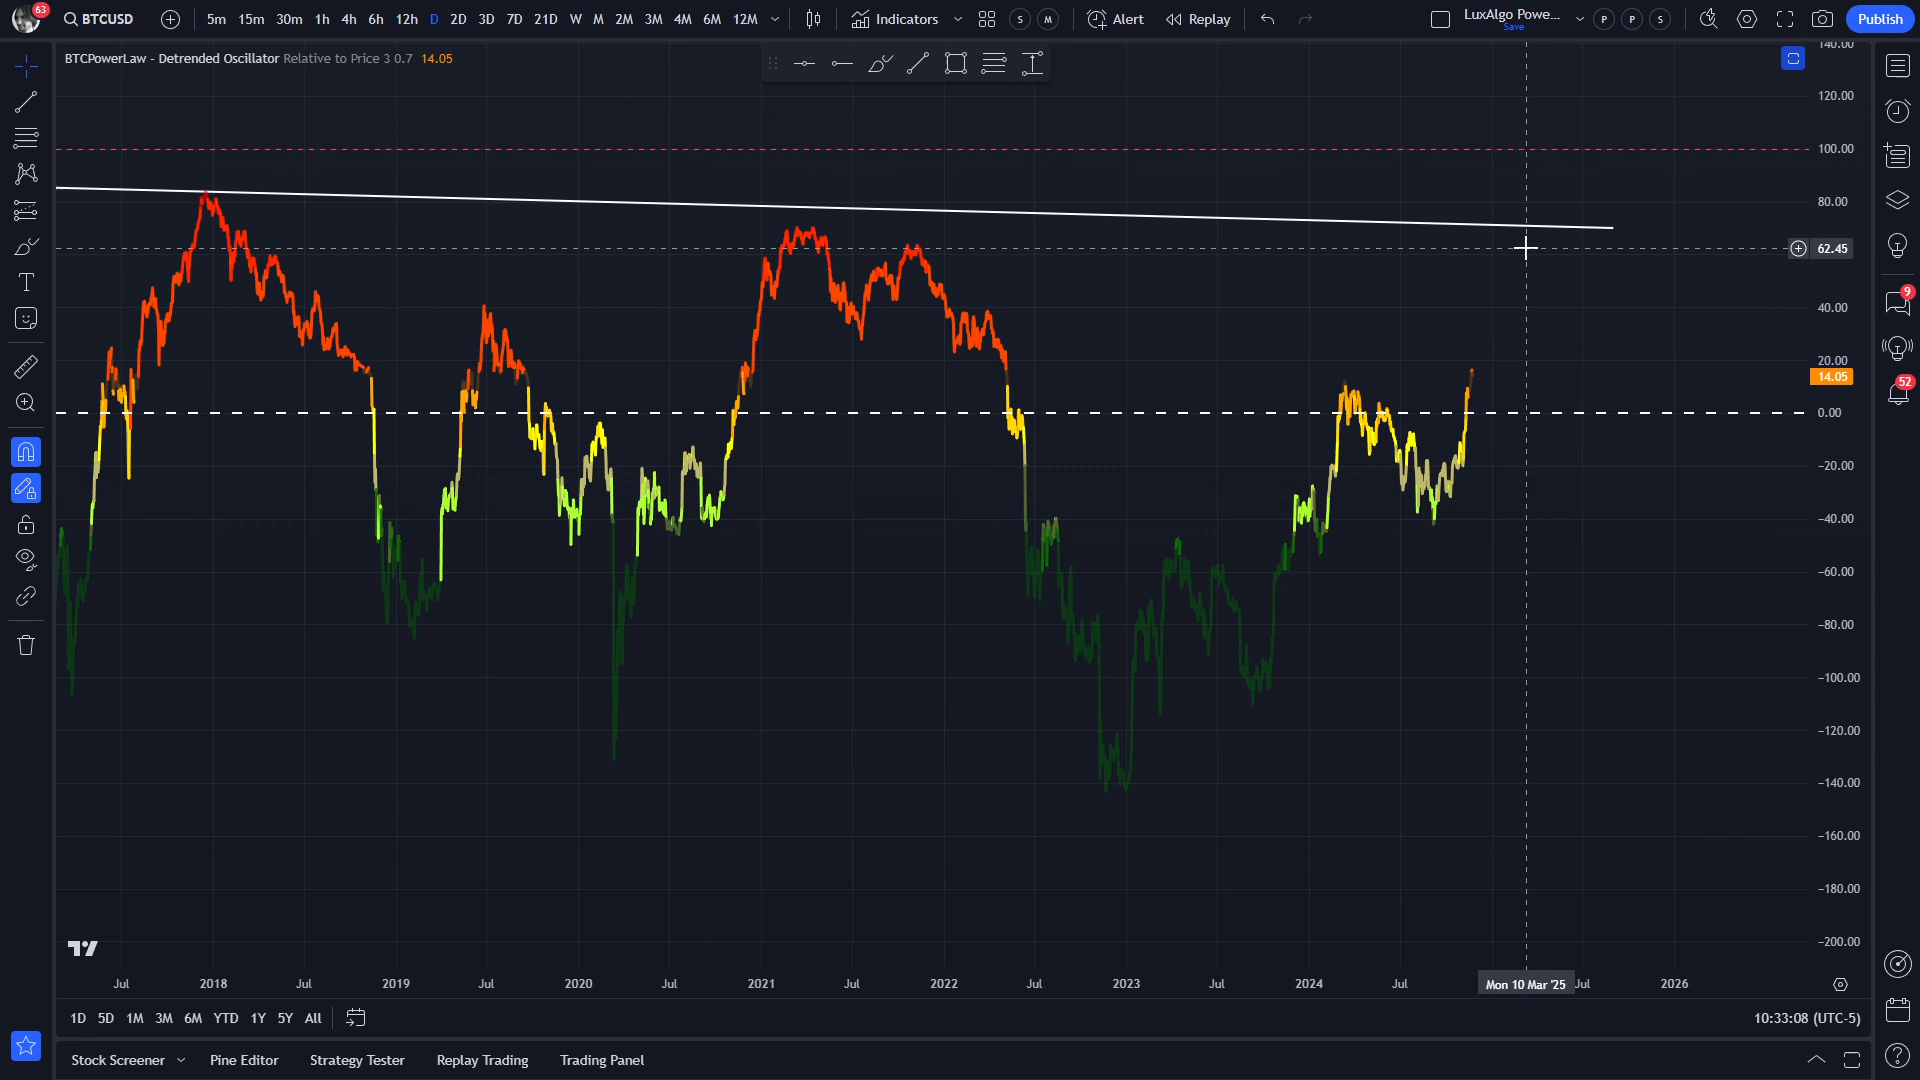 63
BTCUSD
5m 15m 30m 1h 4h 6h 12h D 2D 3D 7D 21D W M 2M 3M 4M 6M 12M
Indicators
S M
Alert
Replay
LuxAlgo Powe...
Save
P P S
Publish
BTCPowerLaw - Detrended Oscillator Relative to Price 3 0.7 14.05
140.00
120.00
100.00
80.00
62.45
40.00
20.00
14.05
0.00
−20.00
−40.00
−60.00
−80.00
−100.00
−120.00
−140.00
−160.00
−180.00
−200.00
9
52
T
Jul 2018 Jul 2019 Jul 2020 Jul 2021 Jul 2022 Jul 2023 Jul 2024 Jul Mon 10 Mar '25 Jul 2026
1D 5D 1M 3M 6M YTD 1Y 5Y All
10:33:08 (UTC-5)
Stock Screener Pine Editor Strategy Tester Replay Trading Trading Panel